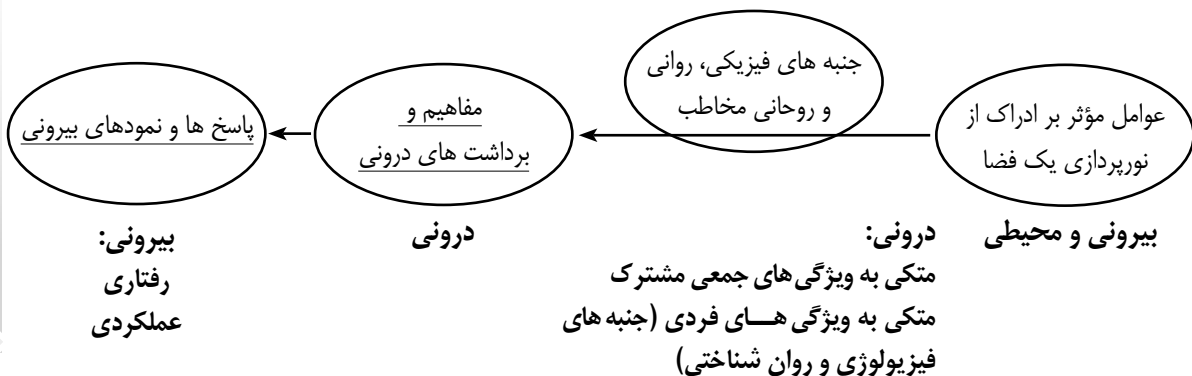 عوامل مؤثر بر ادراک از
نورپردازی یک فضا
بیرونی و محیطی
جنبه های فیزیکی، روانی
و روحانی مخاطب
درونی:
متکی به ویژگی‌های جمعی مشترک
متکی به ویژگی هـــای فردی (جنبه های
فیزیولوژی و روان شناختی)
مفاهیم و
برداشت های درونی
درونی
پاسخ ها و نمودهای بیرونی
بیرونی:
رفتاری
عملکردی